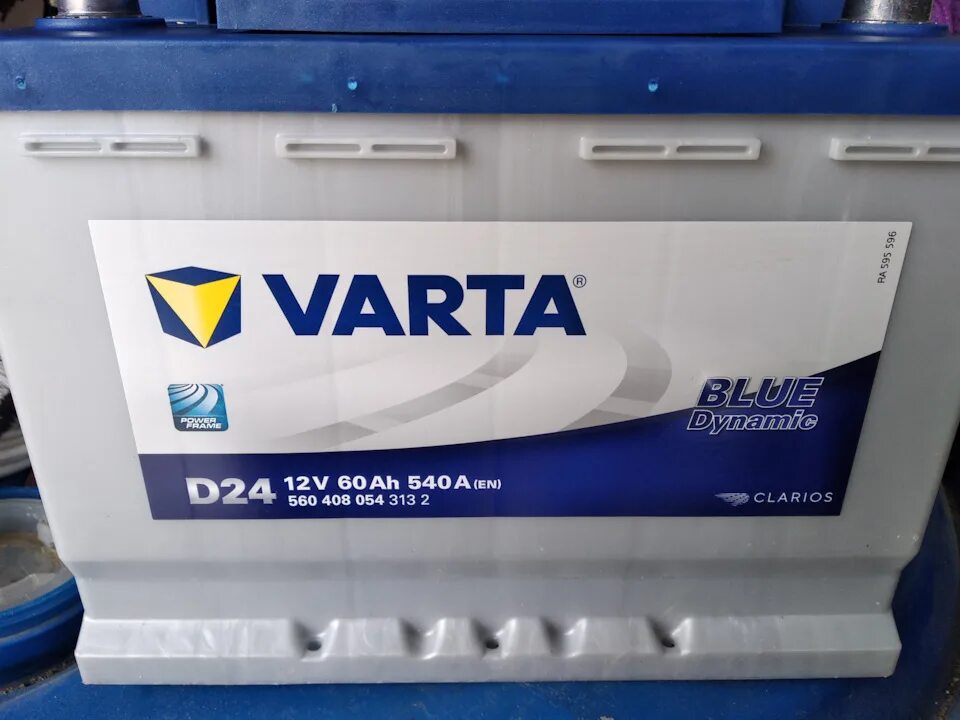 RA 595 596
VARTA®
POWER
FRAME
BLUE
Dynamic
D24 12V 60Ah 540A (EN)
560 408 054 313 2
CLARIOS